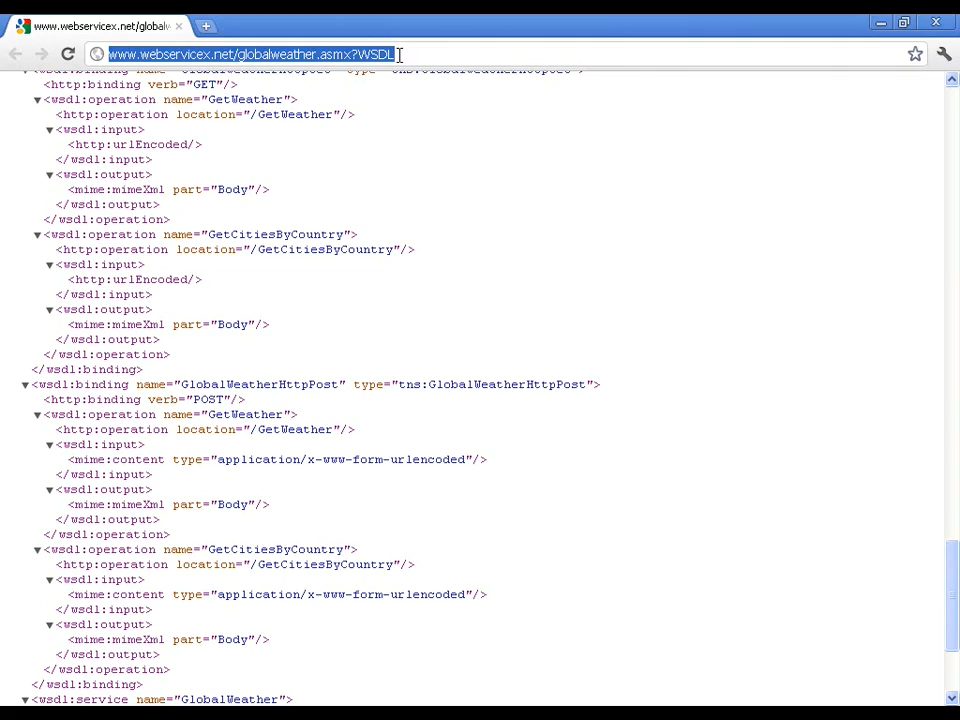 www.webservicex.net/globalw
www.webservicex.net/globalweather.asmx?WSDL
<http:binding verb="GET"/>
▼<wsdl:operation name="GetWeather">
<http:operation location="/GetWeather"/>
▼<wsdl:input>
<http:urlEncoded/>
</wsdl:input>
▼<wsdl:output>
<mime:mimeXml part="Body"/>
</wsdl:output>
</wsdl:operation>
▼<wsdl:operation name="GetCitiesByCountry">
<http:operation location="/GetCitiesByCountry"/>
▼<wsdl:input>
<http:urlEncoded/>
</wsdl:input>
▼<wsdl:output>
<mime:mimeXml part="Body"/>
</wsdl:output>
</wsdl:operation>
</wsdl:binding>
▼<wsdl:binding name="GlobalWeatherHttpPost" type="tns:GlobalWeatherHttpPost">
<http:binding verb="POST"/>
▼<wsdl:operation name="GetWeather">
<http:operation location="/GetWeather"/>
▼<wsdl:input>
<mime:content type="application/x-www-form-urlencoded"/>
</wsdl:input>
▼<wsdl:output>
<mime:mimeXml part="Body"/>
</wsdl:output>
</wsdl:operation>
▼<wsdl:operation name="GetCitiesByCountry">
<http:operation location="/GetCitiesByCountry"/>
▼<wsdl:input>
<mime:content type="application/x-www-form-urlencoded"/>
</wsdl:input>
▼<wsdl:output>
<mime:mimeXml part="Body"/>
</wsdl:output>
</wsdl:operation>
</wsdl:binding>
▼<wsdl:service name="GlobalWeather">